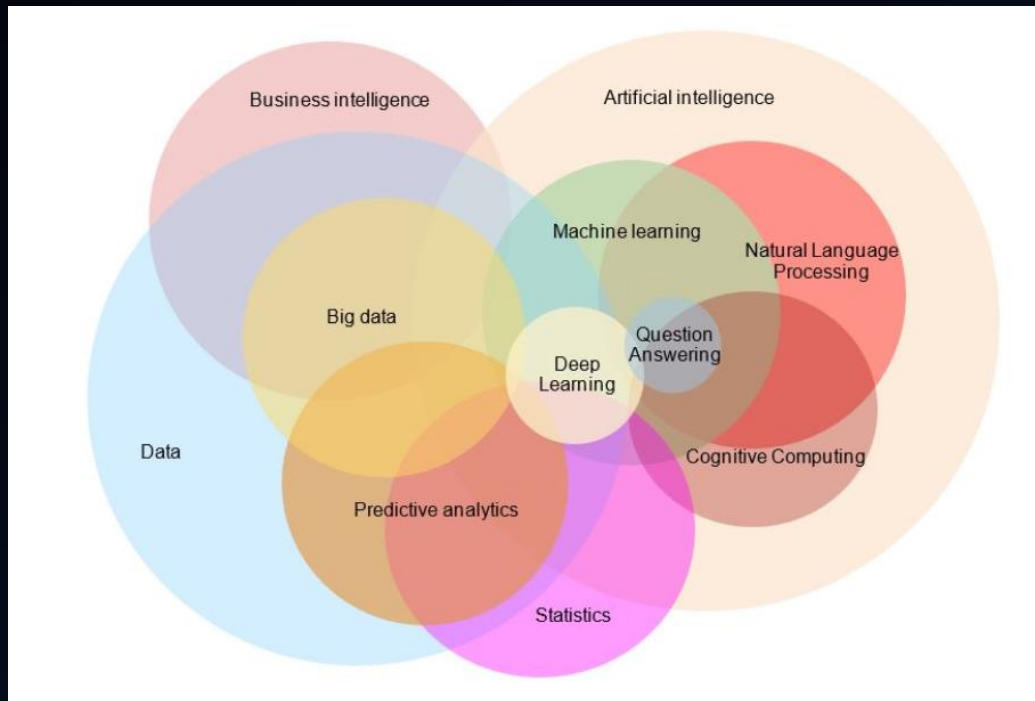 Business intelligence
Artificial intelligence
Machine learning
Natural Language
Processing
Big data
Question
Answering
Deep
Learning
Data
Cognitive Computing
Predictive analytics
Statistics